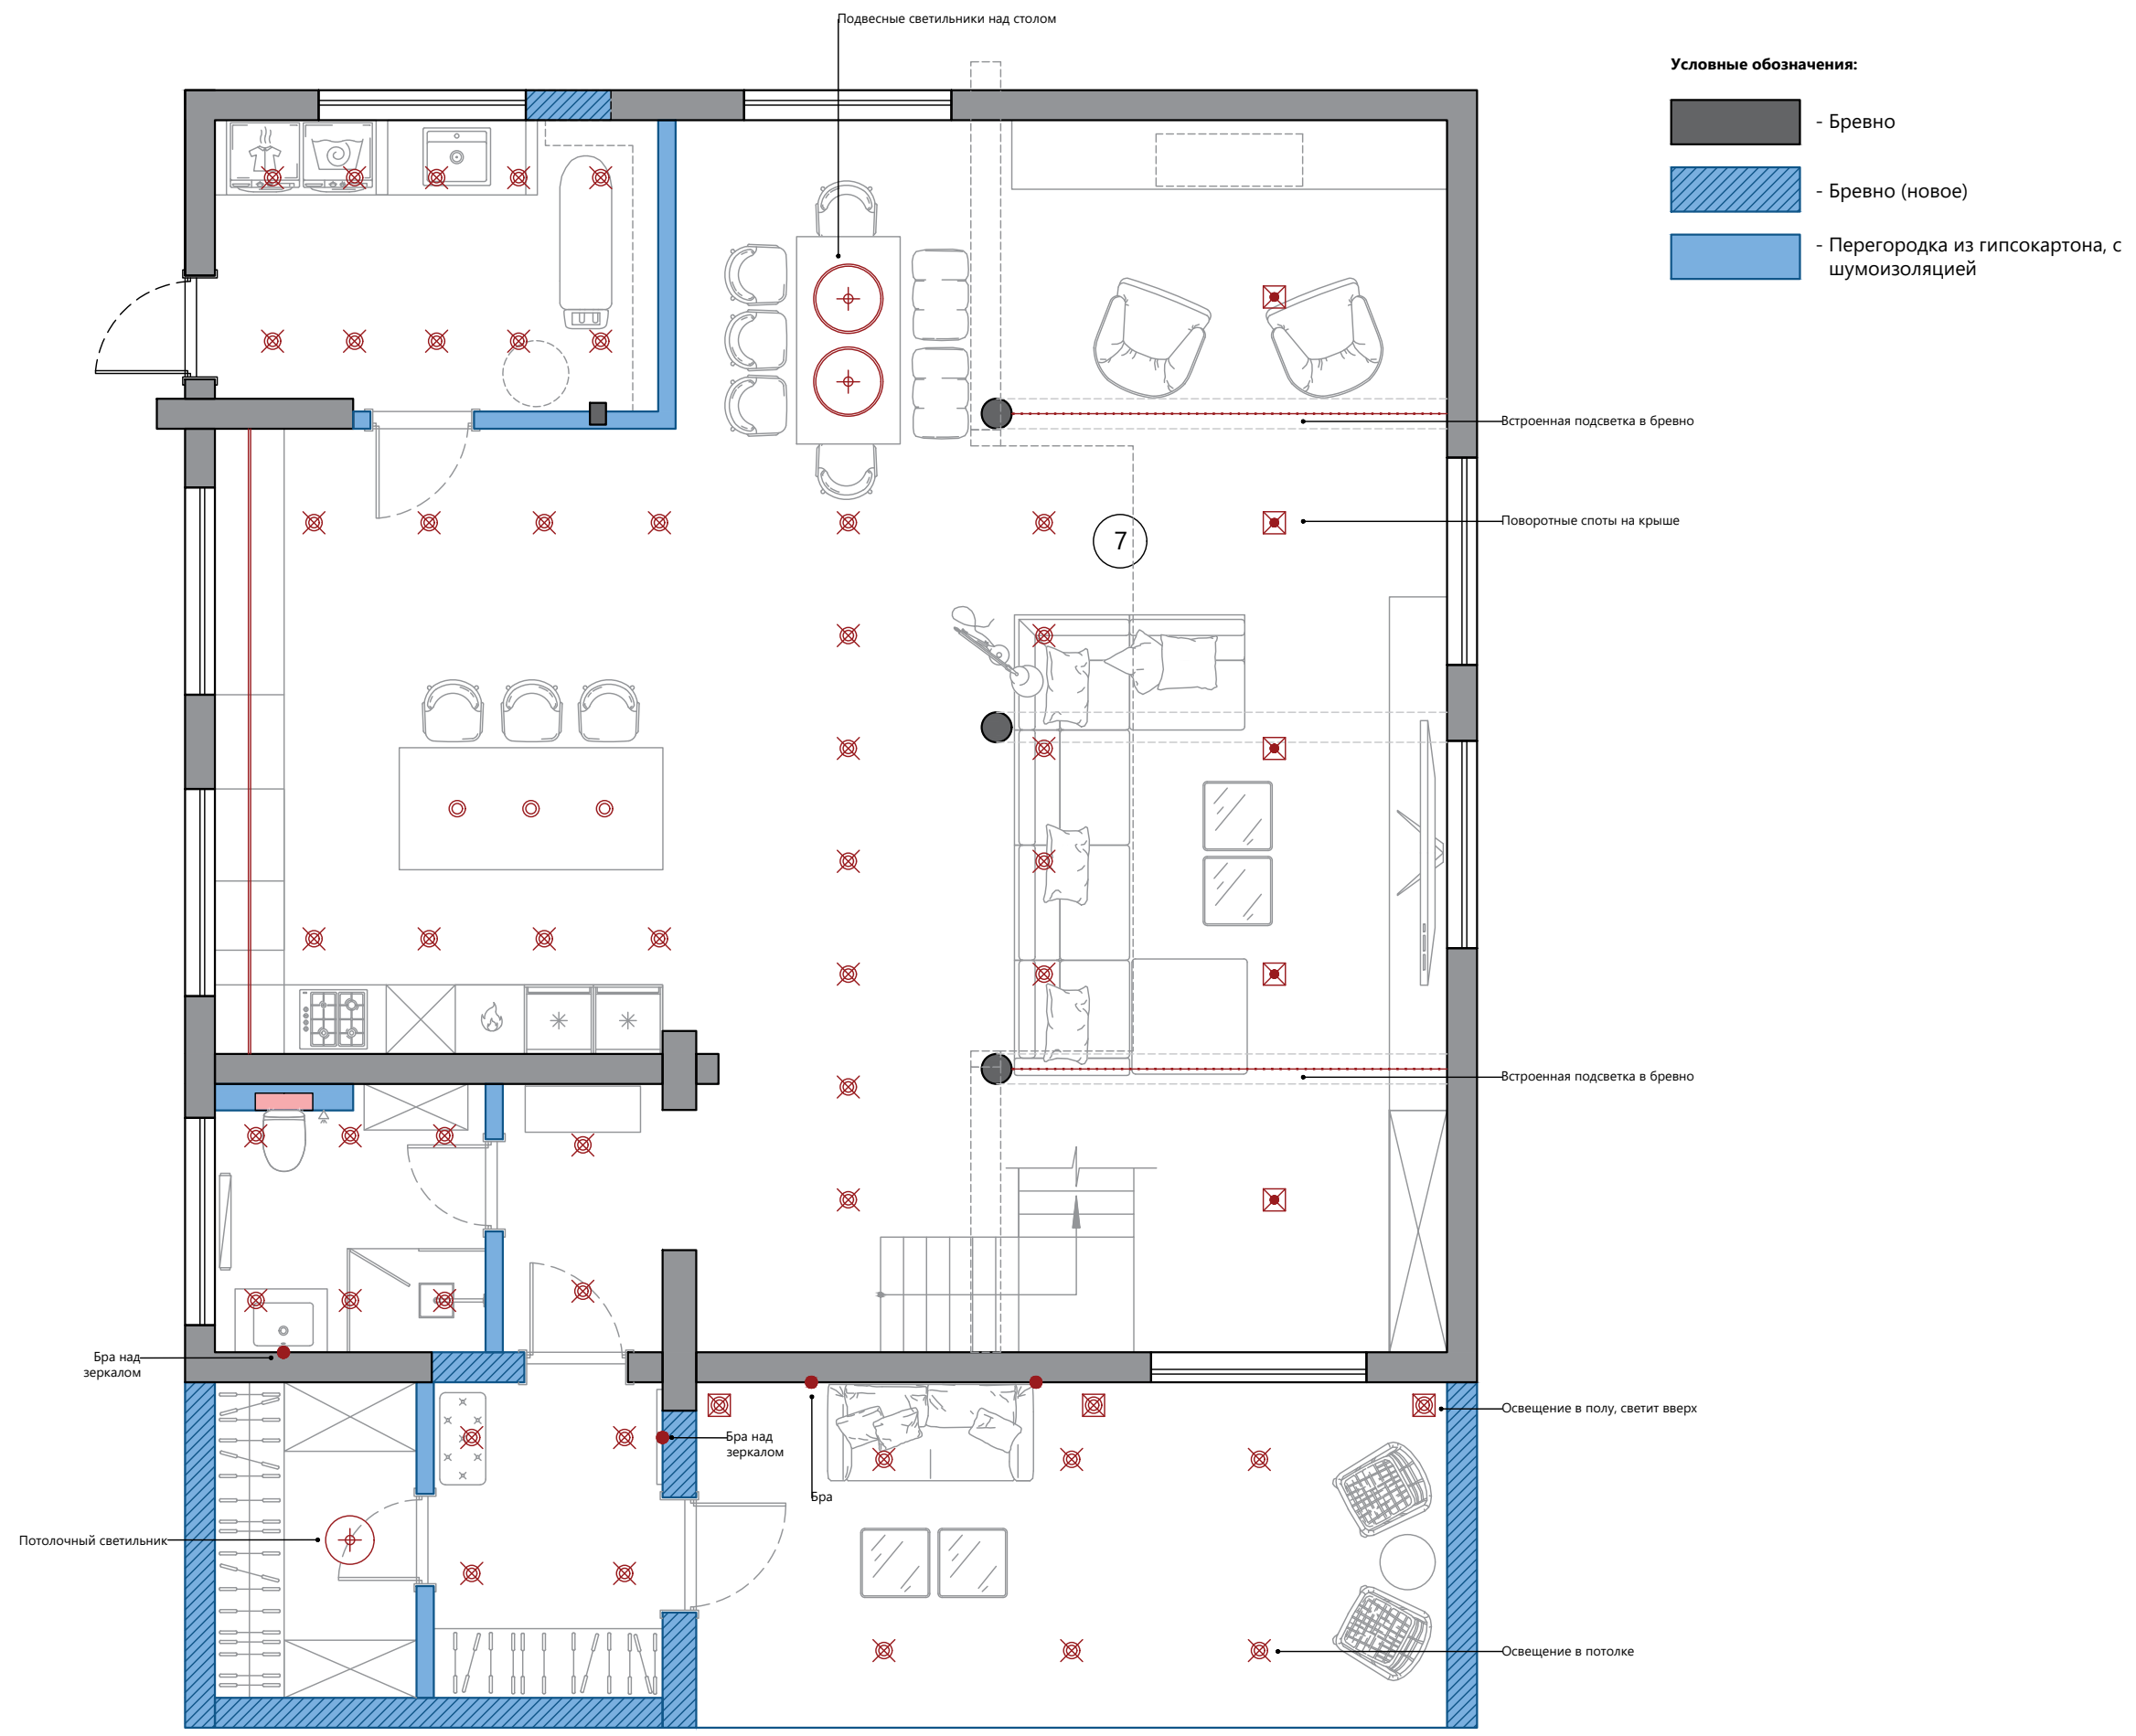 Подвесные светильники над столом
Условные обозначения:
- Бревно
- Бревно (новое)
- Перегородка из гипсокартона, с
шумоизоляцией
Встроенная подсветка в бревно
Поворотные споты на крыше
7
Встроенная подсветка в бревно
Бра над
зеркалом
Освещение в полу, светит вверх
Бра над
зеркалом
Бра
Потолочный светильник
Освещение в потолке